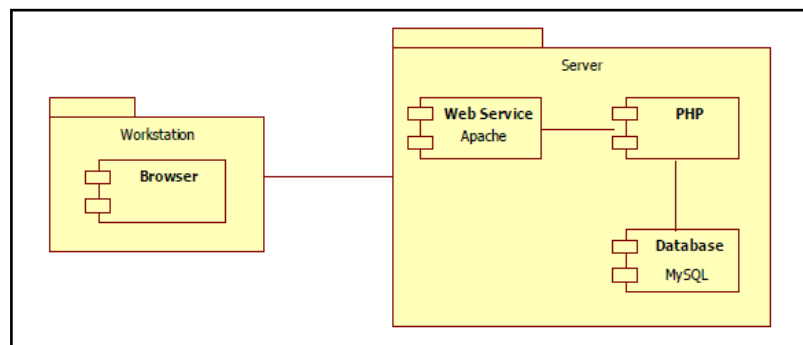 Server
Web Service
Apache
PHP
Workstation
Browser
Database
MySQL